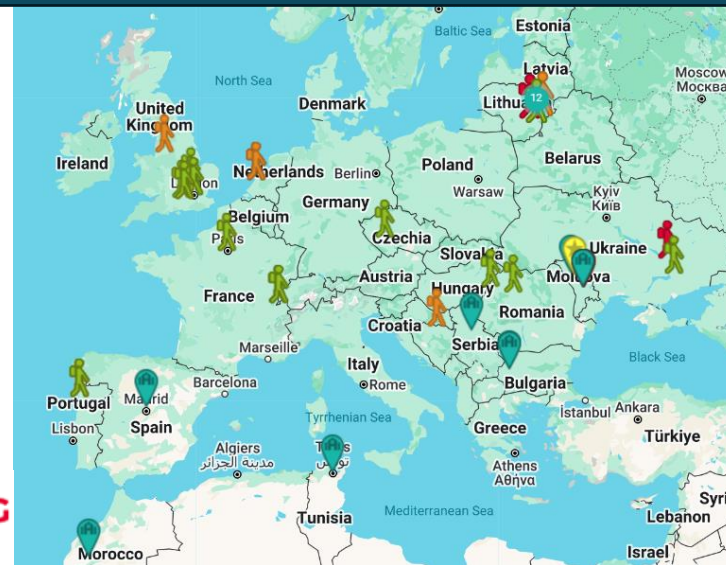 Baltic Sea
Estonia
North Sea
Latvia
Moscow
Москва
Denmark
United
Kingdom
Ireland
Netherlands
Berlin
Poland
Belarus
Warsaw
Germany
Kyiv
Київ
Belgium
Paris
Czechia
Slovakia
Ukraine
Austria
Moldova
Hungary
France
Romania
Croatia
Serbia
Marseille
Black Sea
Italy
Bulgaria
Portugal
Madrid
Barcelona
Rome
İstanbul
Ankara
Lisbon
Spain
Tyrrhenian Sea
Greece
Türkiye
Algiers
مدينة الجزائر
Athens
Αθήνα
G
Tunisia
Mediterranean Sea
Lebanon
Morocco
Israel
12